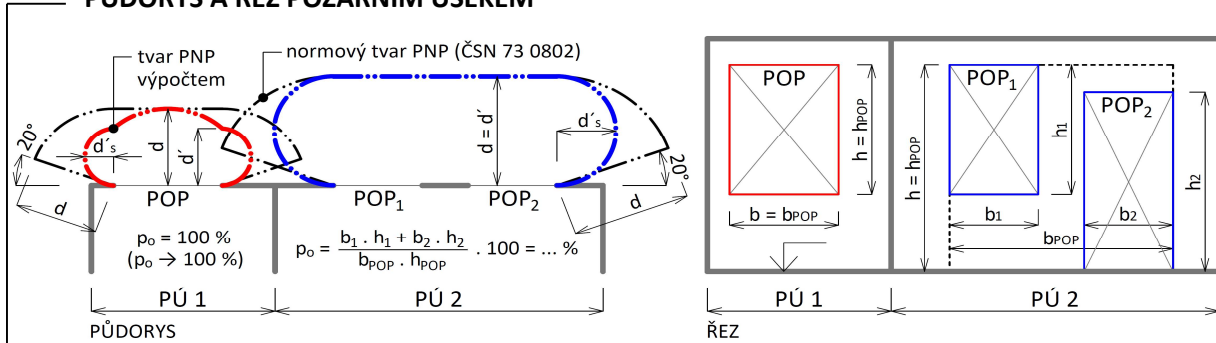 PŮDORYS A ŘEZ POŽÁRNÍM ÚSEKEM
tvar PNP
výpočtem
normový tvar PNP (ČSN 73 0802)
20°
d´s
d
d´
d
d = d´
d´s
20°
d
POP
POP1
POP2
po = 100 %
(po → 100 %)
po = b1 . h1 + b2 . h2 / bPOP . hPOP . 100 = ... %
PÚ 1
PÚ 2
PŮDORYS
POP
h = hPOP
b = bPOP
h = hPOP
POP1
h1
POP2
h2
b1
b2
bPOP
PÚ 1
PÚ 2
ŘEZ